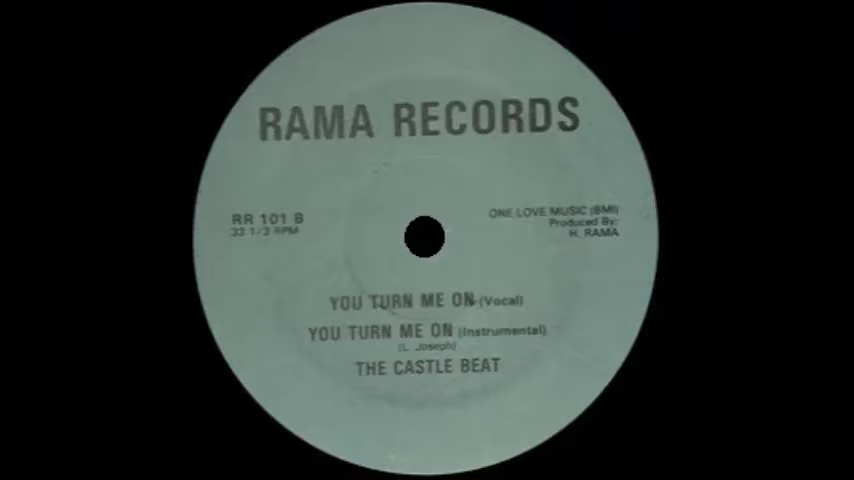 RAMA RECORDS
RR 101 B
33 1/3 RPM
ONE LOVE MUSIC (BMI)
Produced By:
H. RAMA
YOU TURN ME ON (Vocal)
YOU TURN ME ON (Instrumental)
(L. Joseph)
THE CASTLE BEAT